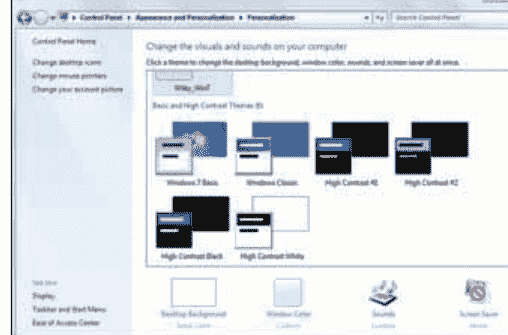 Control Panel ▸ Appearance and Personalization ▸ Personalization
Search Control Panel
Control Panel Home
Change desktop icons
Change mouse pointers
Change your account picture
Change the visuals and sounds on your computer
Click a theme to change the desktop background, window color, sounds, and screen saver all at once.
Basic and High Contrast Themes (6)
Windows 7 Basic
Windows Classic
High Contrast #1
High Contrast #2
High Contrast Black
High Contrast White
See also
Display
Taskbar and Start Menu
Ease of Access Center
Desktop Background
Window Color
Sounds
Screen Saver